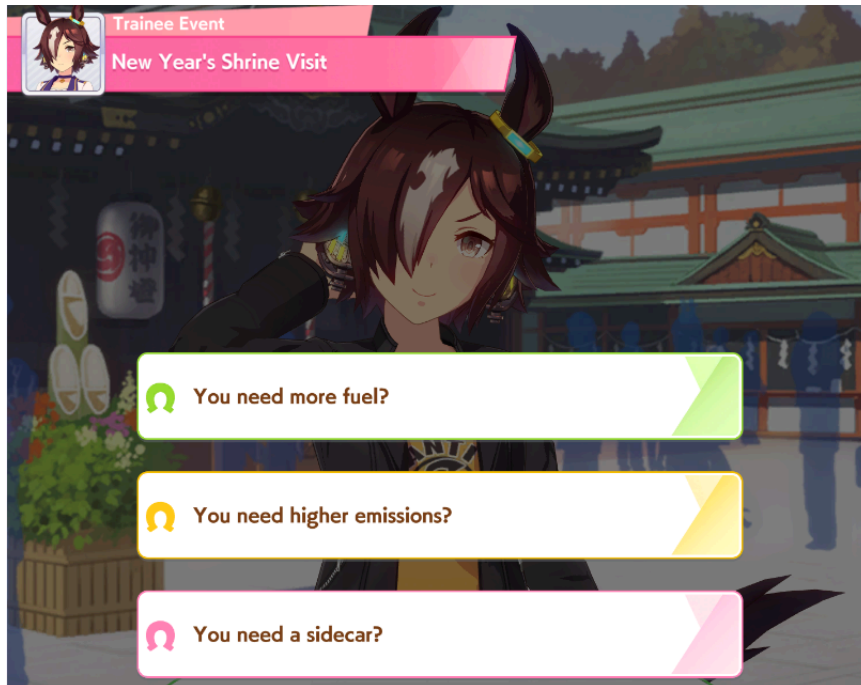 Trainee Event
New Year's Shrine Visit
御神燈
You need more fuel?
You need higher emissions?
You need a sidecar?